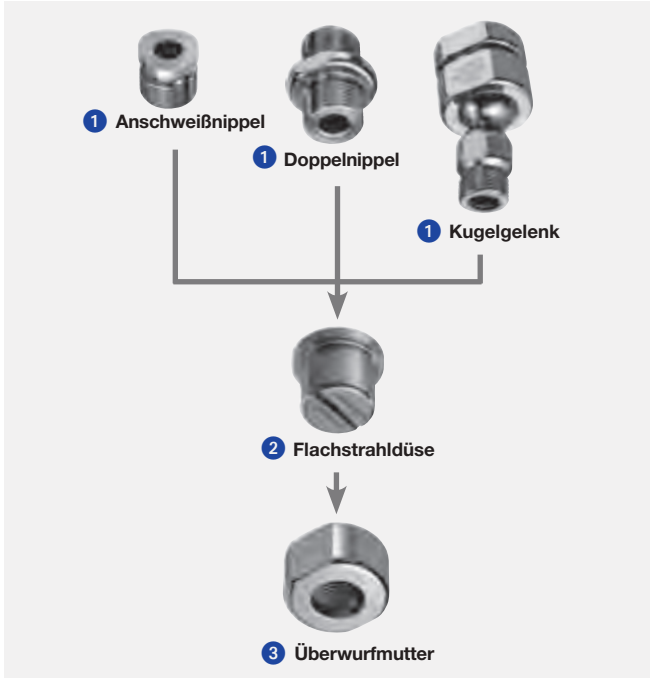 1 Anschweißnippel
1 Doppelnippel
1 Kugelgelenk
2 Flachstrahldüse
3 Überwurfmutter